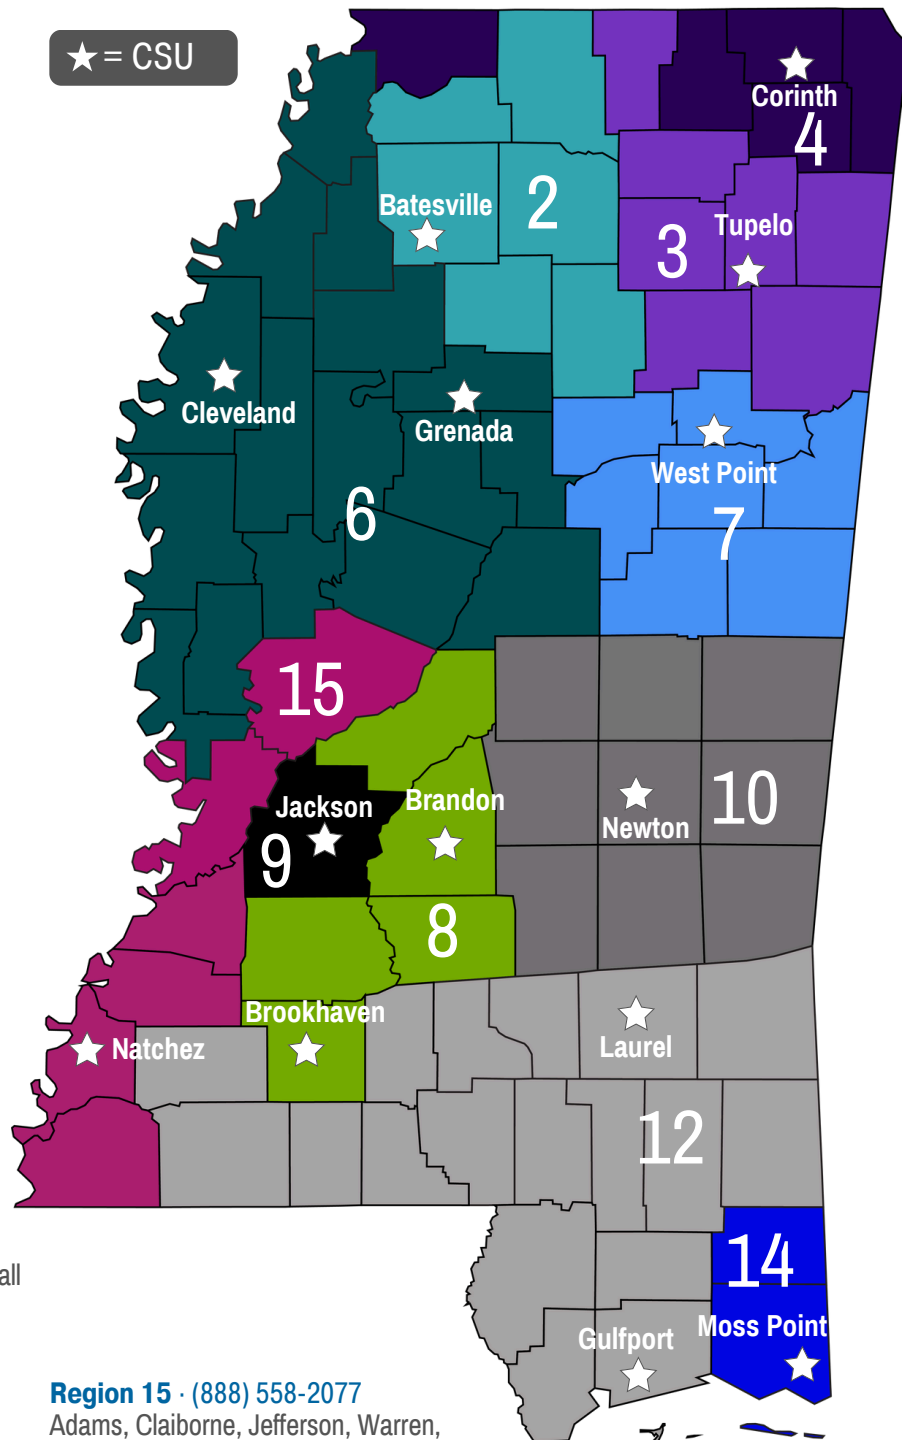 ★ = CSU
Corinth
4
Batesville
2
3
Tupelo
Cleveland
Grenada
West Point
6
7
15
Jackson
Brandon
Newton
10
9
8
Brookhaven
Natchez
Laurel
12
14
all
Gulfport
Moss Point
Region 15 · (888) 558-2077
Adams, Claiborne, Jefferson, Warren,